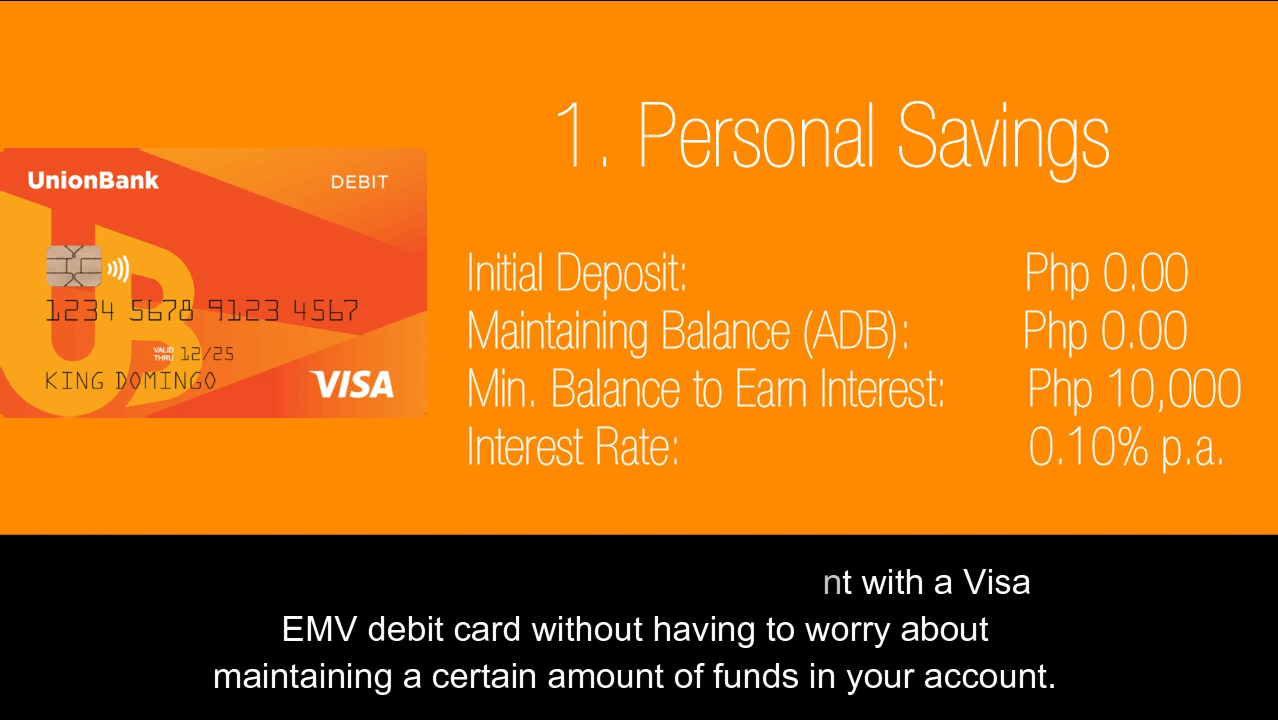 1. Personal Savings
UnionBank
DEBIT
1234 5678 9123 4567
VALID
THRU 12/25
KING DOMINGO
VISA
Initial Deposit: Php 0.00
Maintaining Balance (ADB): Php 0.00
Min. Balance to Earn Interest: Php 10,000
Interest Rate: 0.10% p.a.
nt with a Visa
EMV debit card without having to worry about
maintaining a certain amount of funds in your account.